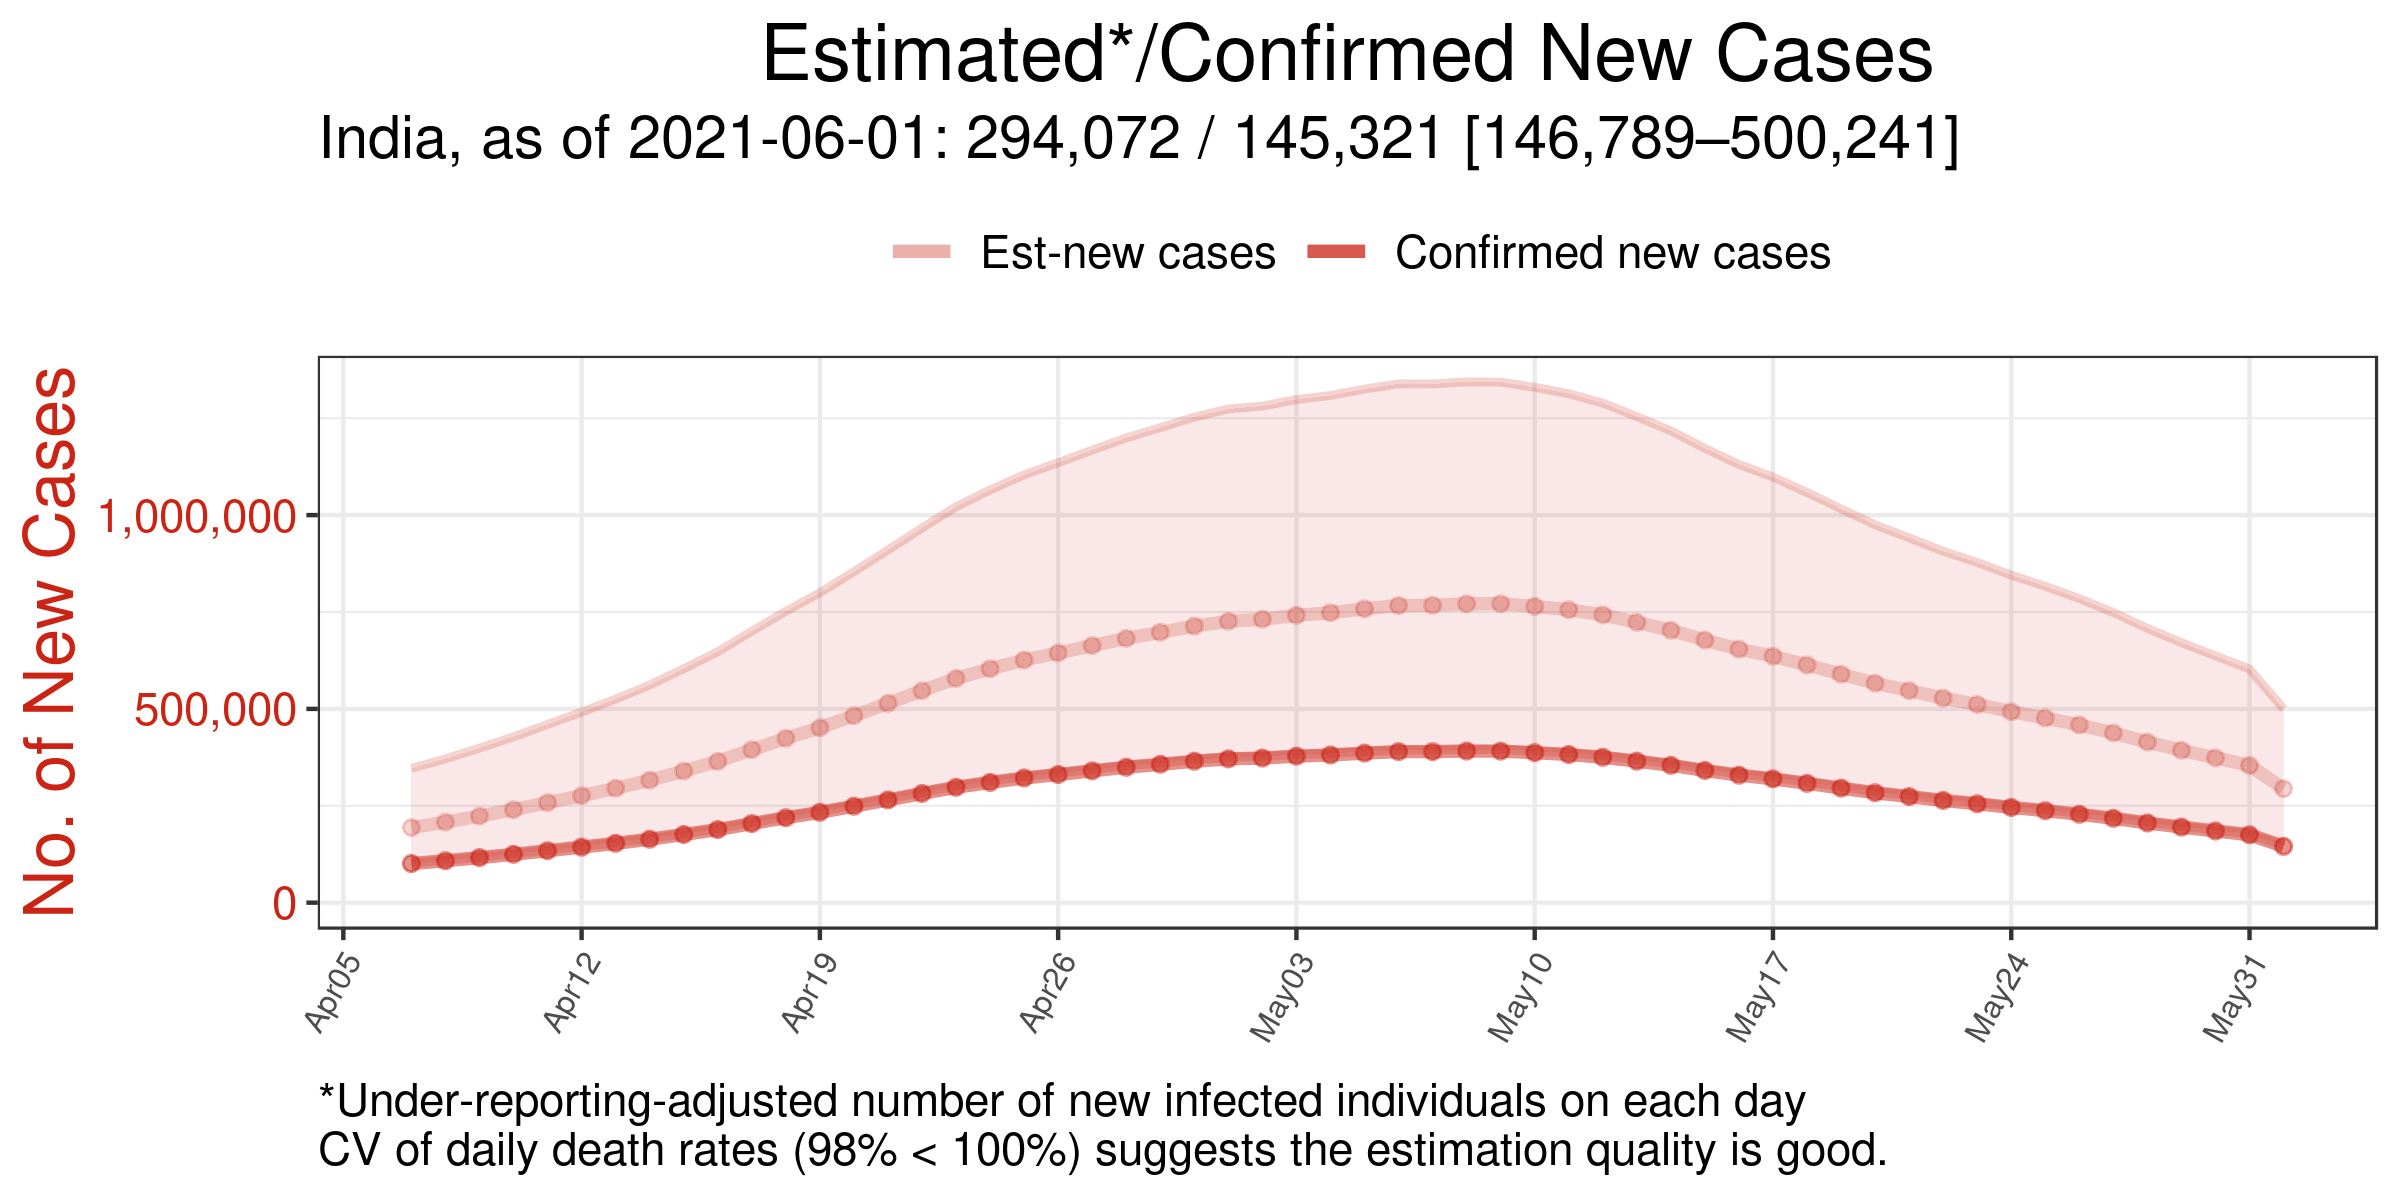 Estimated*/Confirmed New Cases
India, as of 2021-06-01: 294,072 / 145,321 [146,789–500,241]
Est-new cases
Confirmed new cases
No. of New Cases
1,000,000
500,000
0
Apr05
Apr12
Apr19
Apr26
May03
May10
May17
May24
May31
*Under-reporting-adjusted number of new infected individuals on each day
CV of daily death rates (98% < 100%) suggests the estimation quality is good.